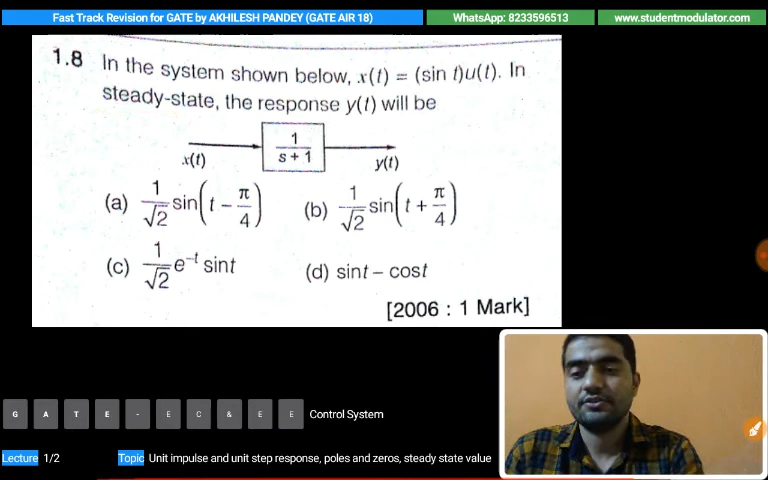 Fast Track Revision for GATE by AKHILESH PANDEY (GATE AIR 18) WhatsApp: 8233596513 www.studentmodulator.com
1.8 In the system shown below, x(t) = (sin t)u(t). In
steady-state, the response y(t) will be
x(t) 1/(s + 1) y(t)
(a) 1/√2 sin(t − π/4) (b) 1/√2 sin(t + π/4)
(c) 1/√2 e⁻ᵗ sint (d) sint – cost
[2006 : 1 Mark]
G A T E - E C & E E Control System
Lecture 1/2 Topic Unit impulse and unit step response, poles and zeros, steady state value